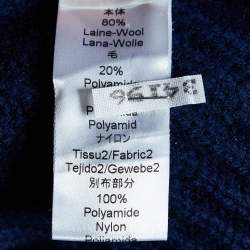 本体
80%
Laine-Wool
Lana-Wolle
毛
20%
Polyamide
Polyamid
ナイロン
Tissu2/Fabric2
Tejido2/Gewebe2
別布部分
100%
Polyamide
Nylon
Poliamida